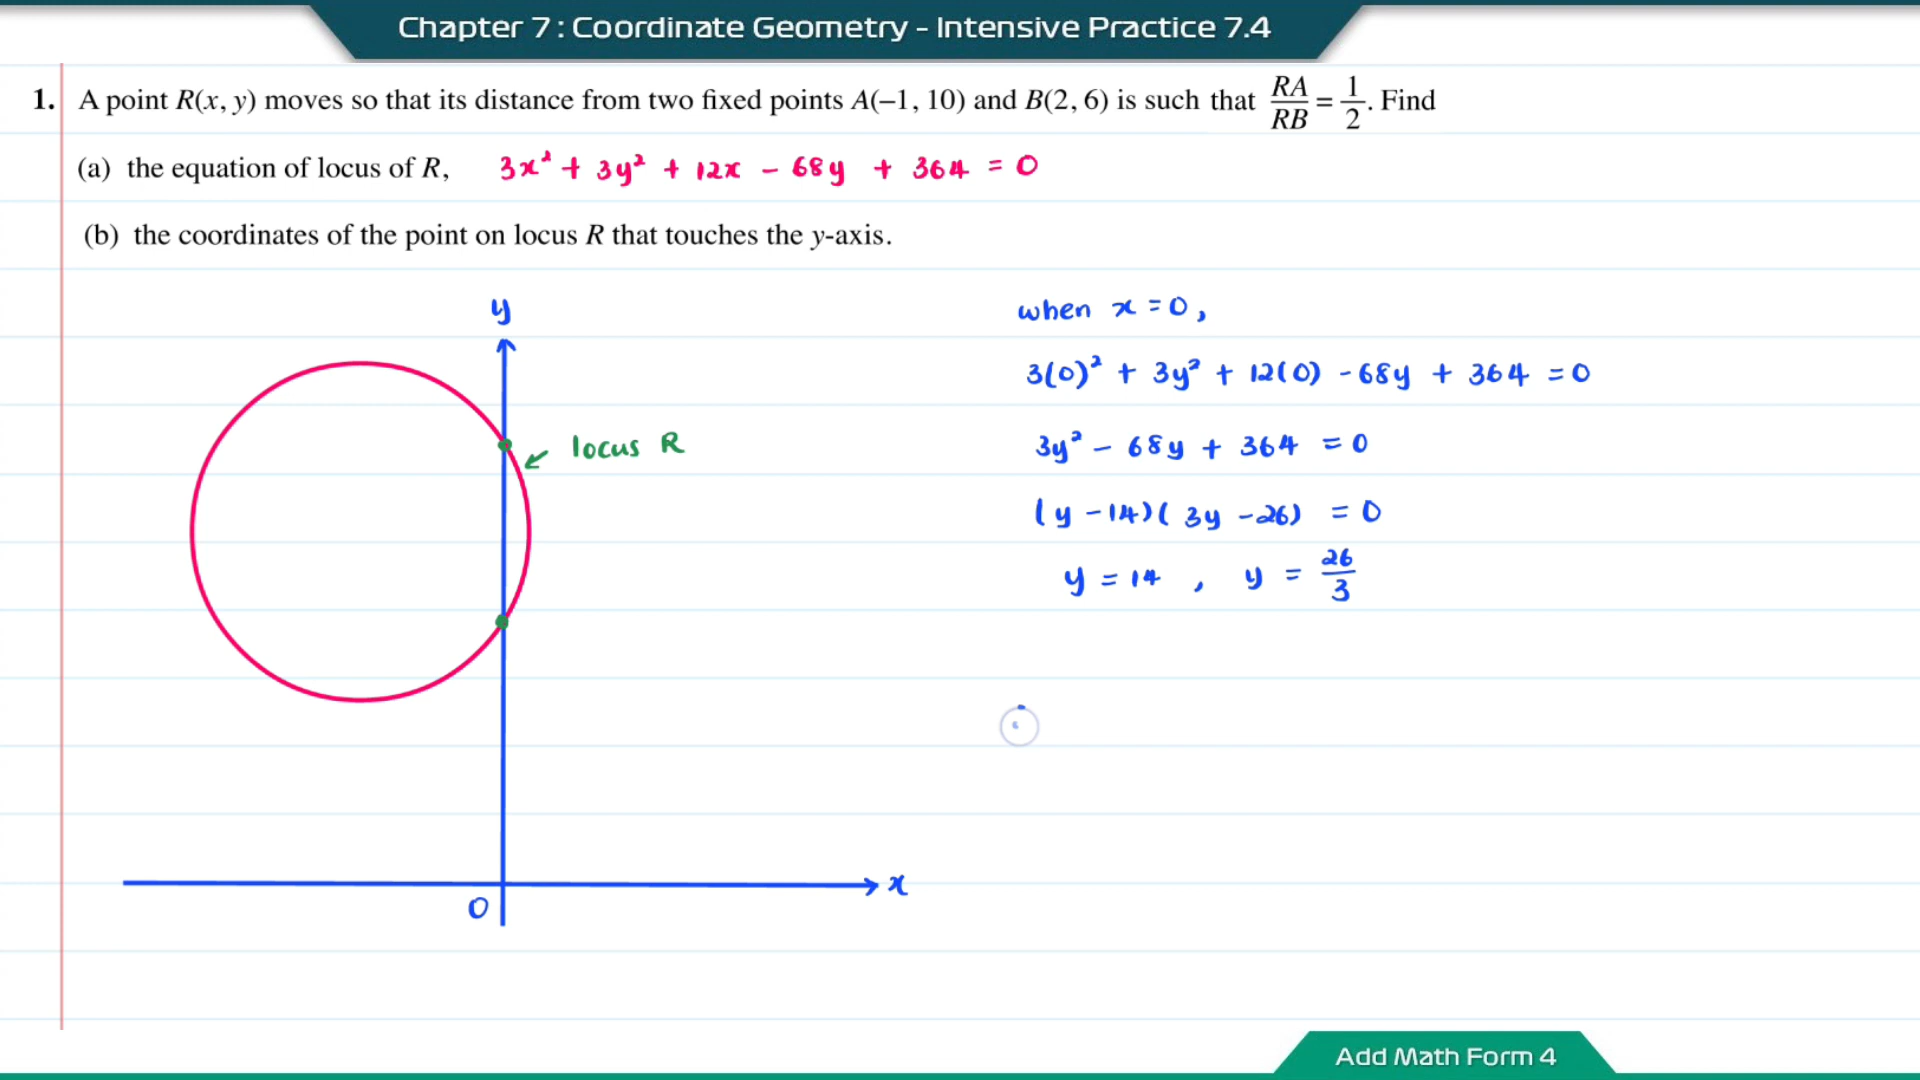 Chapter 7 : Coordinate Geometry - Intensive Practice 7.4
1. A point R(x, y) moves so that its distance from two fixed points A(–1, 10) and B(2, 6) is such that RA/RB = 1/2. Find
(a) the equation of locus of R, 3x² + 3y² + 12x - 68y + 364 = 0
(b) the coordinates of the point on locus R that touches the y-axis.
y
locus R
x
0
when x = 0,
3(0)² + 3y² + 12(0) - 68y + 364 = 0
3y² - 68y + 364 = 0
(y - 14)(3y - 26) = 0
y = 14 , y = 26/3
Add Math Form 4